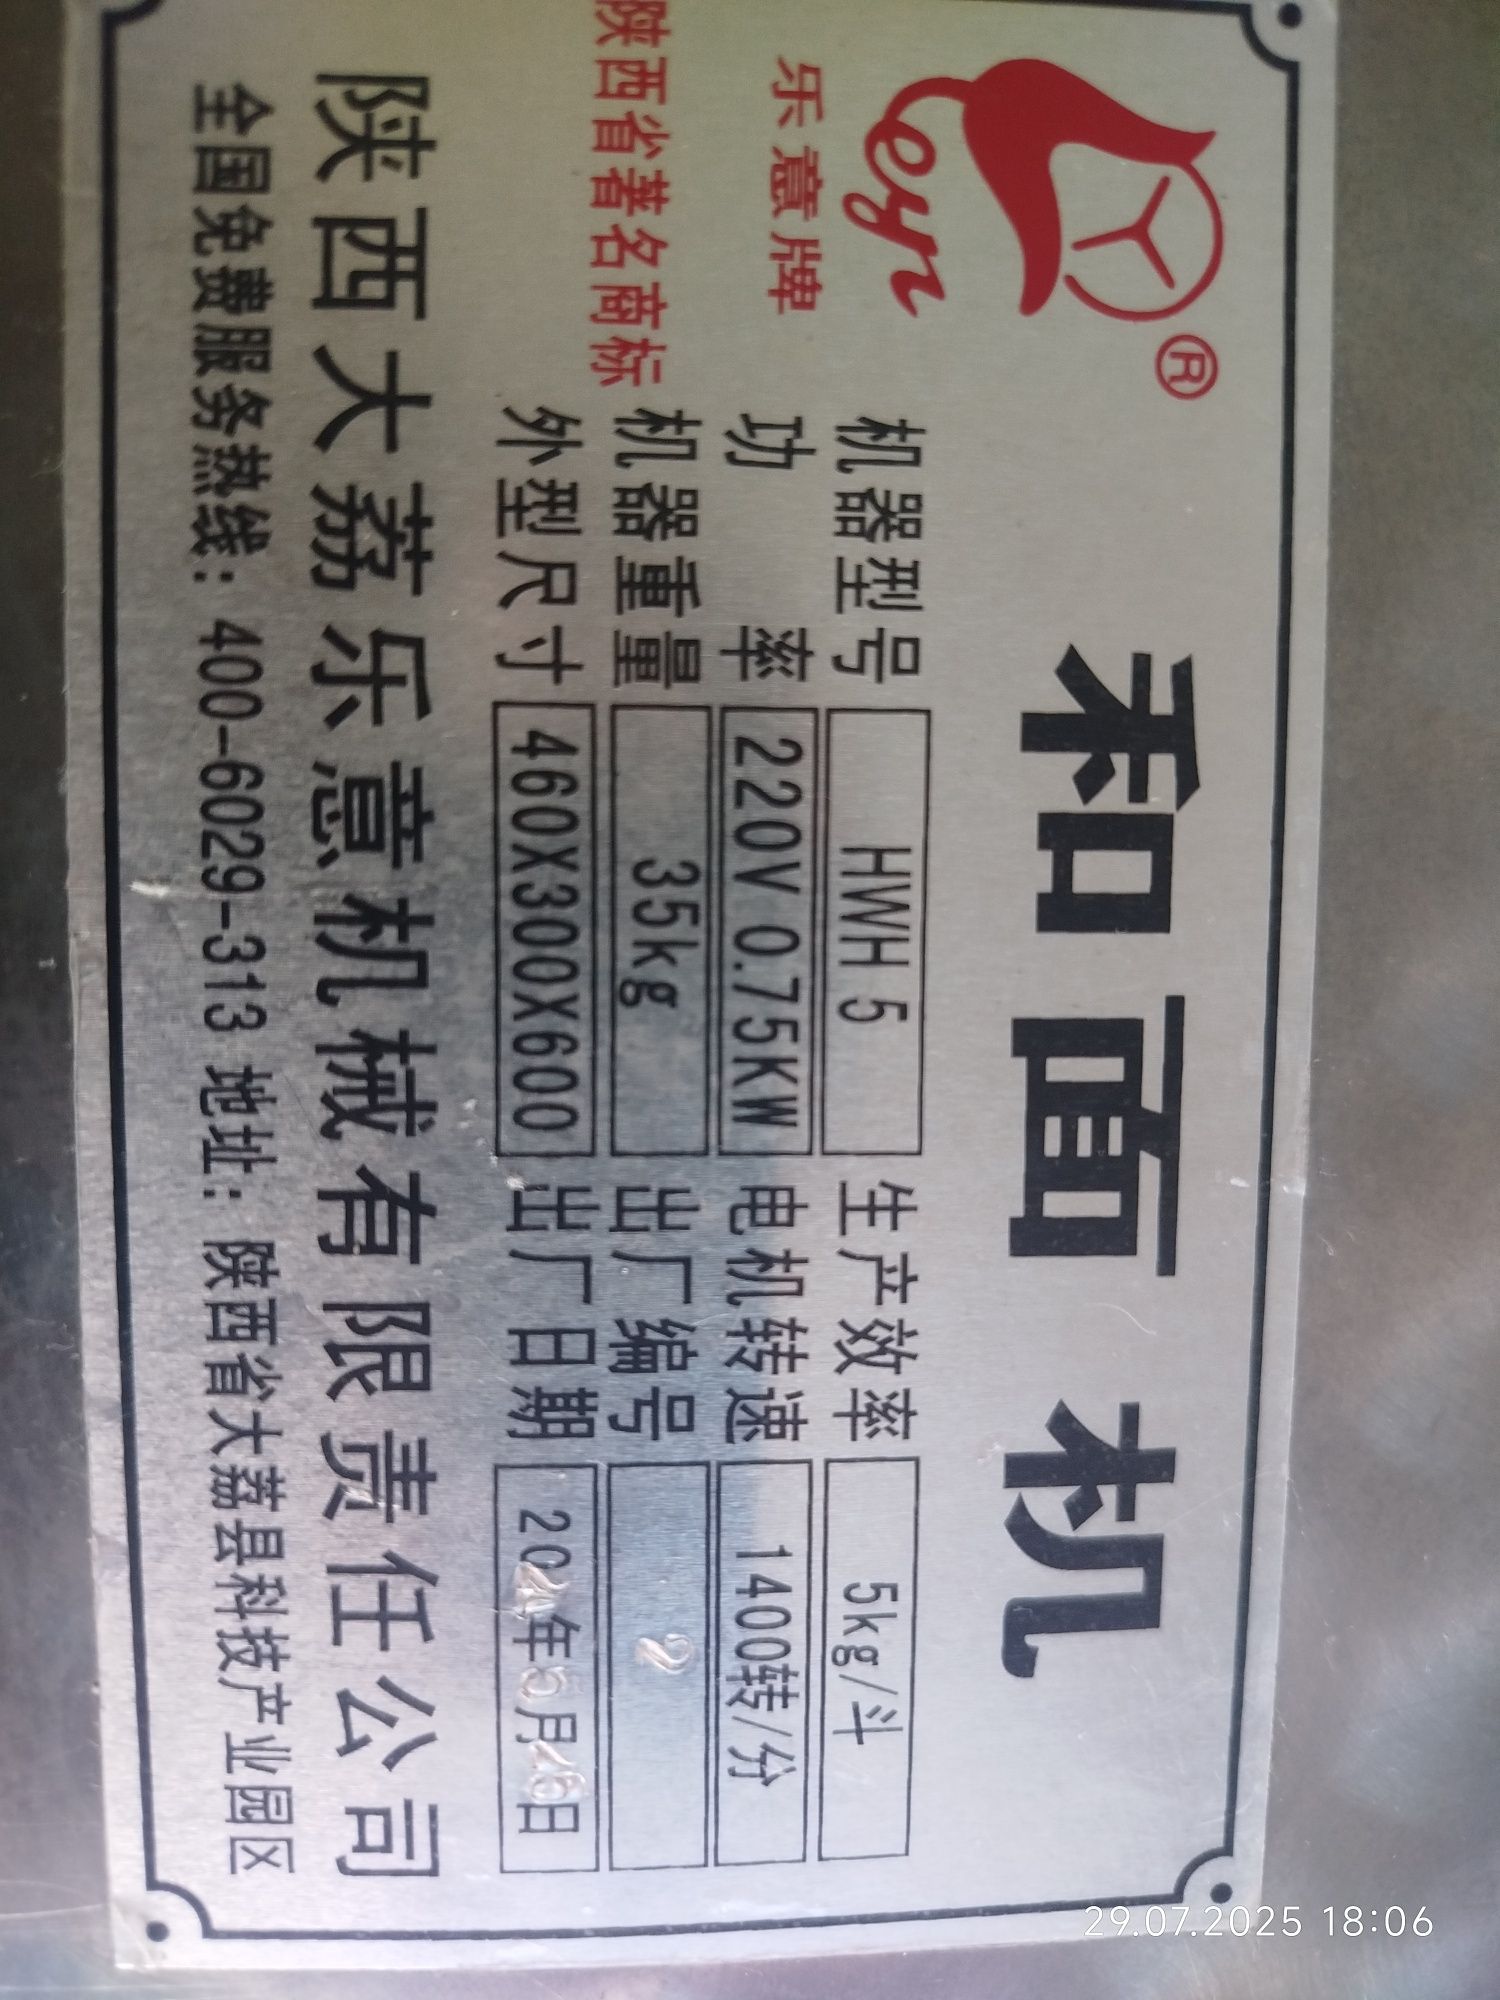 eyn
®
乐意牌
陕西省著名商标
和面机
机器型号 HWH 5 生产效率 5kg/斗
功率 220V 0.75KW 电机转速 1400转/分
机器重量 35kg 出厂编号
外型尺寸 460X300X600 出厂日期 20 年 月 日
陕西大荔乐意机械有限责任公司
全国免费服务热线：400-6029-313 地址：陕西省大荔县科技产业园区
29.07.2025 18:06